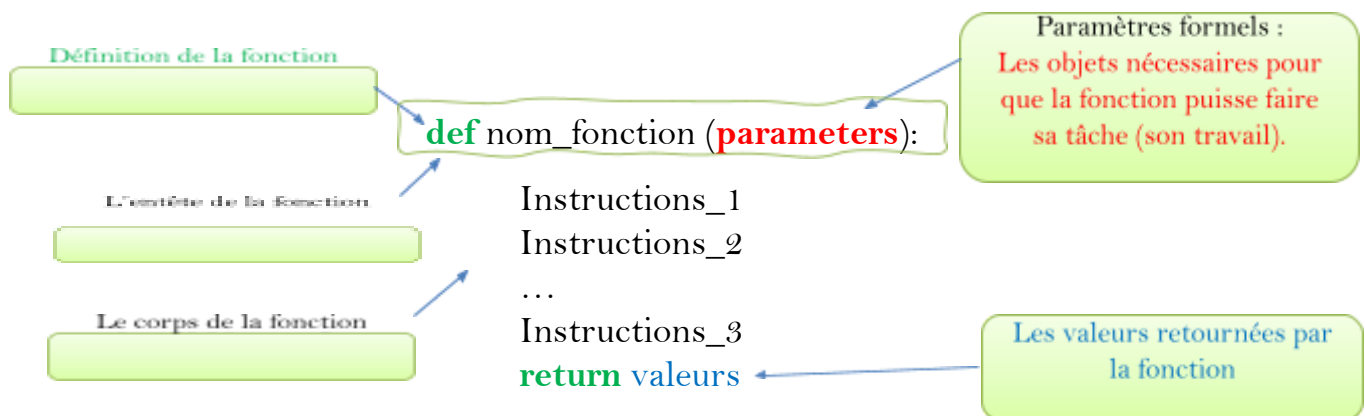 Définition de la fonction
def nom_fonction (parameters):
Paramètres formels :
Les objets nécessaires pour
que la fonction puisse faire
sa tâche (son travail).
L'entête de la fonction
Instructions_1
Instructions_2
…
Le corps de la fonction
Instructions_3
return valeurs
Les valeurs retournées par
la fonction